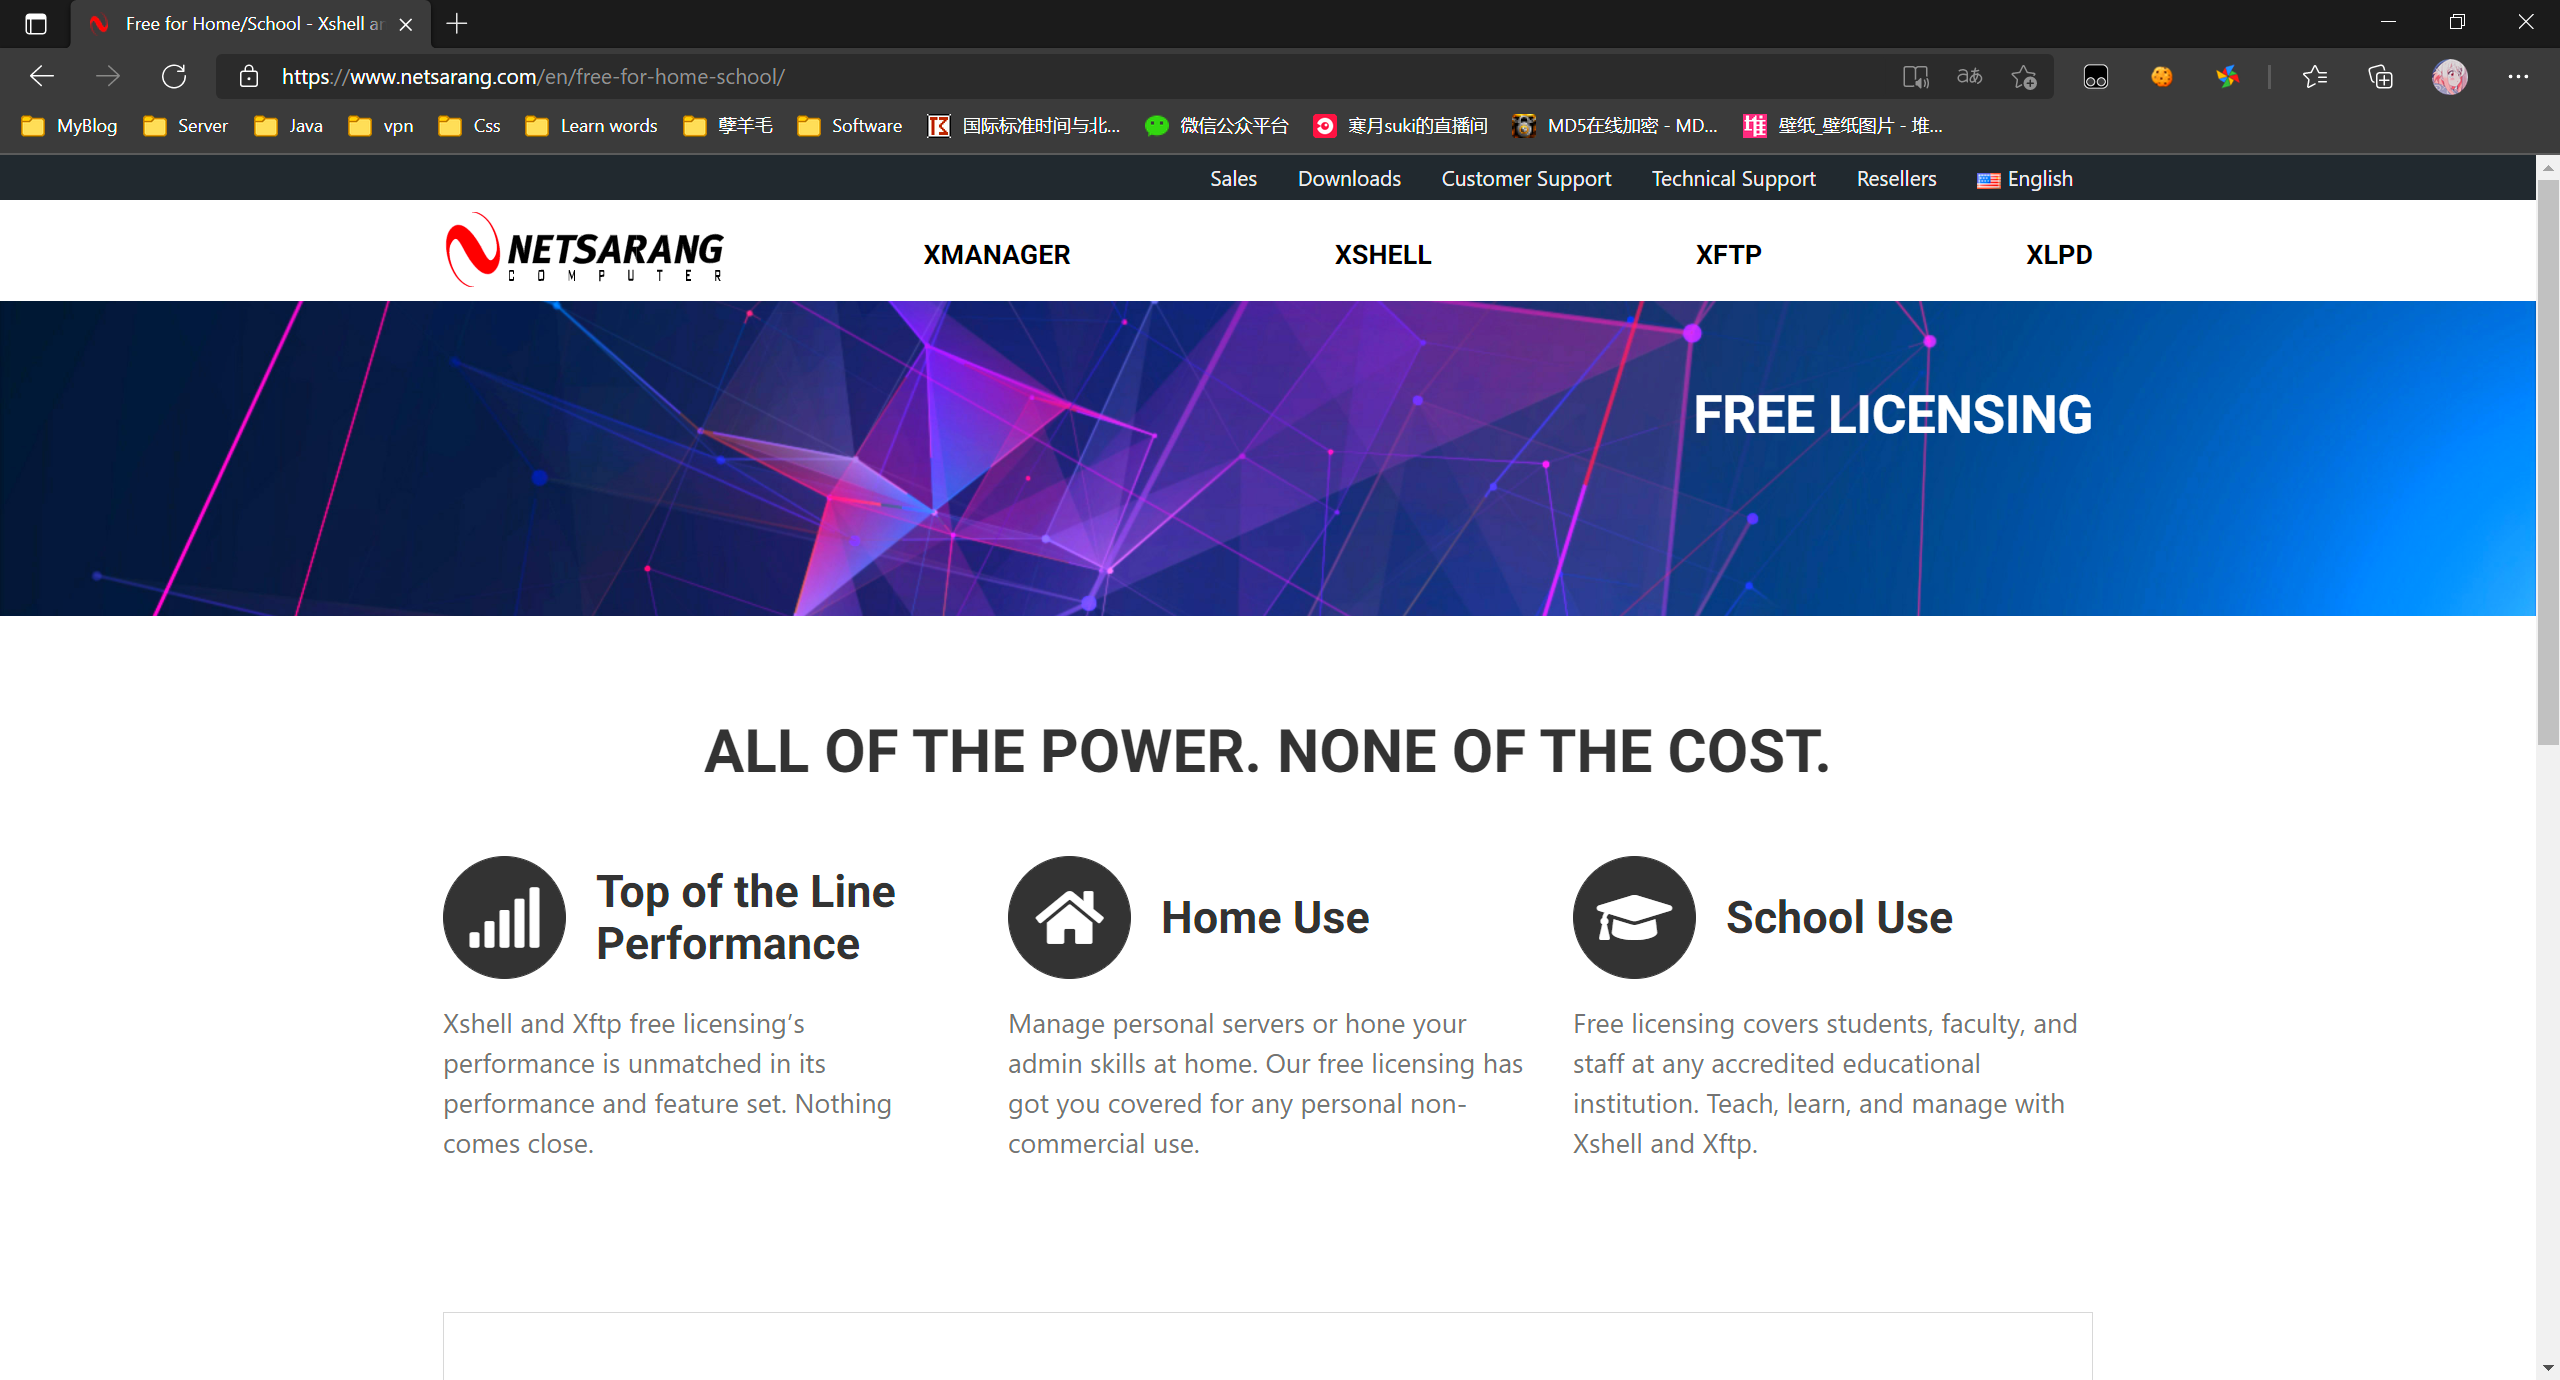 Free for Home/School - Xshell ar
https://www.netsarang.com/en/free-for-home-school/
MyBlog Server Java vpn Css Learn words 孽羊毛 Software 国际标准时间与北... 微信公众平台 寒月suki的直播间 MD5在线加密 - MD... 壁纸_壁纸图片 - 堆...
Sales Downloads Customer Support Technical Support Resellers English
NETSARANG
COMPUTER
XMANAGER XSHELL XFTP XLPD
FREE LICENSING
ALL OF THE POWER. NONE OF THE COST.
Top of the Line
Performance
Xshell and Xftp free licensing’s
performance is unmatched in its
performance and feature set. Nothing
comes close.
Home Use
Manage personal servers or hone your
admin skills at home. Our free licensing has
got you covered for any personal non-
commercial use.
School Use
Free licensing covers students, faculty, and
staff at any accredited educational
institution. Teach, learn, and manage with
Xshell and Xftp.